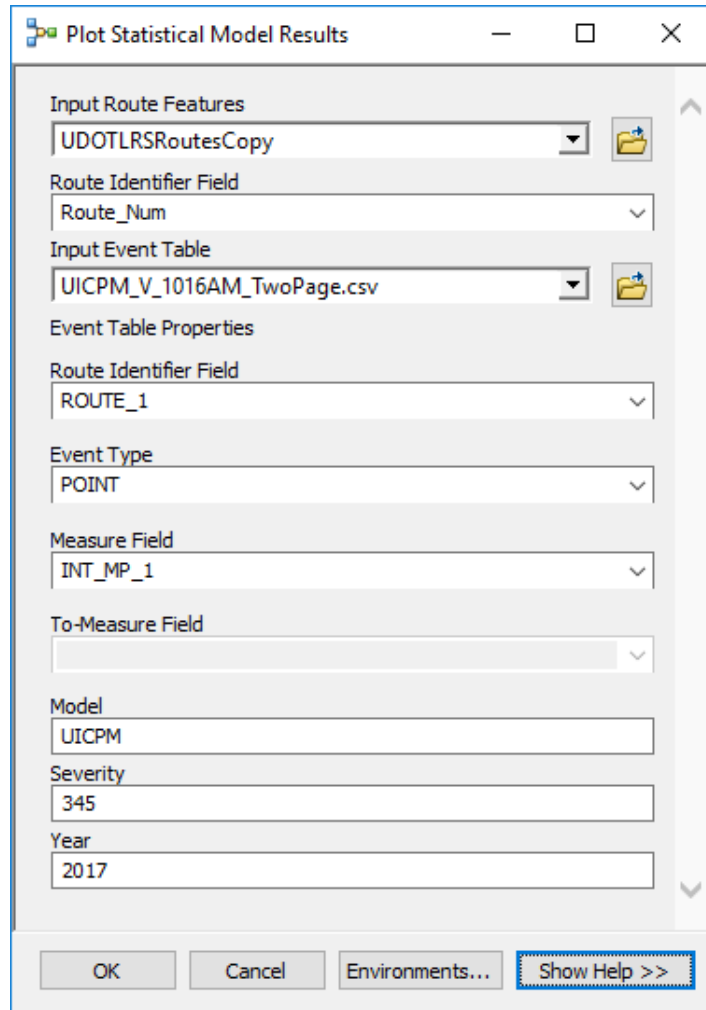 Plot Statistical Model Results
Input Route Features
UDOTLRSRoutesCopy
Route Identifier Field
Route_Num
Input Event Table
UICPM_V_1016AM_TwoPage.csv
Event Table Properties
Route Identifier Field
ROUTE_1
Event Type
POINT
Measure Field
INT_MP_1
To-Measure Field
Model
UICPM
Severity
345
Year
2017
OK Cancel Environments... Show Help >>